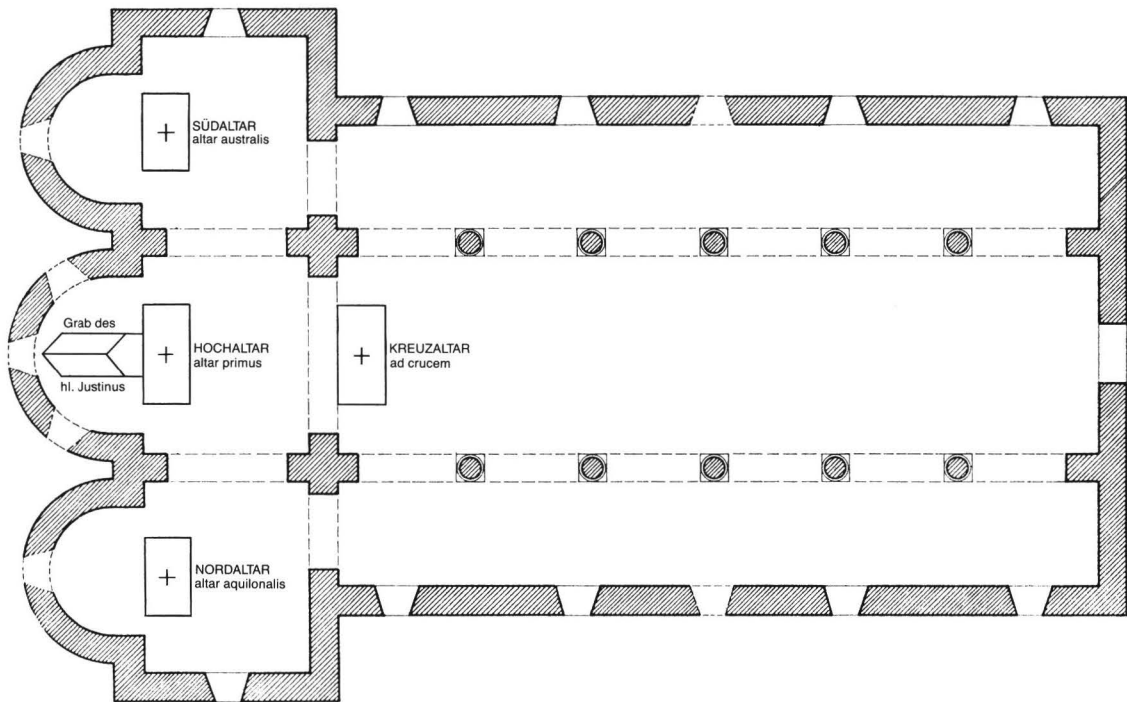 SÜDALTAR
altar australis
Grab des
hl. Justinus
HOCHALTAR
altar primus
KREUZALTAR
ad crucem
NORDALTAR
altar aquilonalis